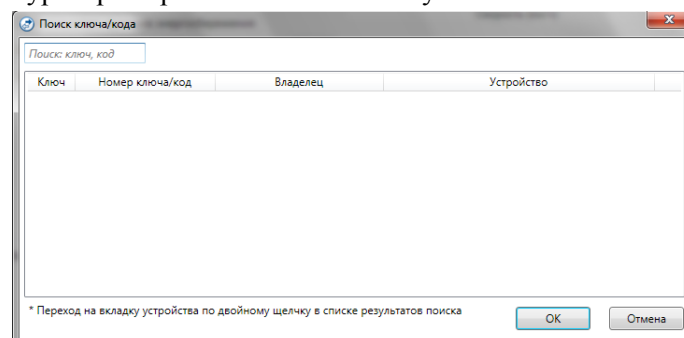 Поиск ключа/кода
Поиск: ключ, код
Ключ Номер ключа/код Владелец Устройство
* Переход на вкладку устройства по двойному щелчку в списке результатов поиска
ОК Отмена